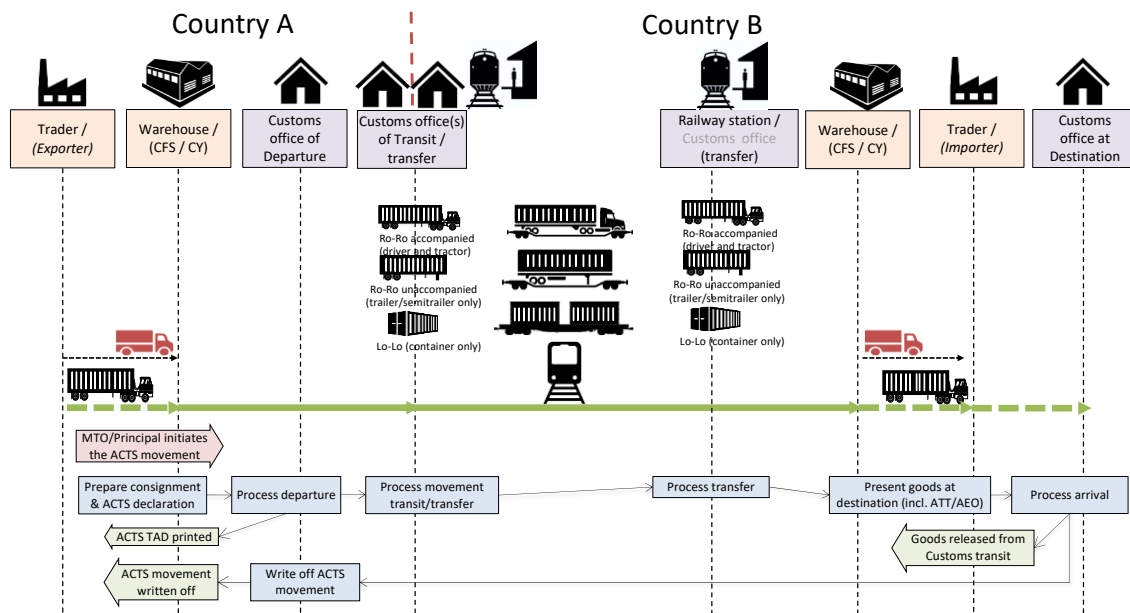 Country A
Country B
Trader /
(Exporter)
Warehouse /
(CFS / CY)
Customs
office of
Departure
Customs office(s)
of Transit /
transfer
Railway station /
Customs office
(transfer)
Warehouse /
(CFS / CY)
Trader /
(Importer)
Customs
office at
Destination
Ro-Ro accompanied
(driver and tractor)
Ro-Ro unaccompanied
(trailer/semitrailer only)
Lo-Lo (container only)
Ro-Ro accompanied
(driver and tractor)
Ro-Ro unaccompanied
(trailer/semitrailer only)
Lo-Lo (container only)
MTO/Principal initiates
the ACTS movement
Prepare consignment
& ACTS declaration
Process departure
Process movement
transit/transfer
Process transfer
Present goods at
destination (incl. ATT/AEO)
Process arrival
ACTS TAD printed
Goods released from
Customs transit
ACTS movement
written off
Write off ACTS
movement